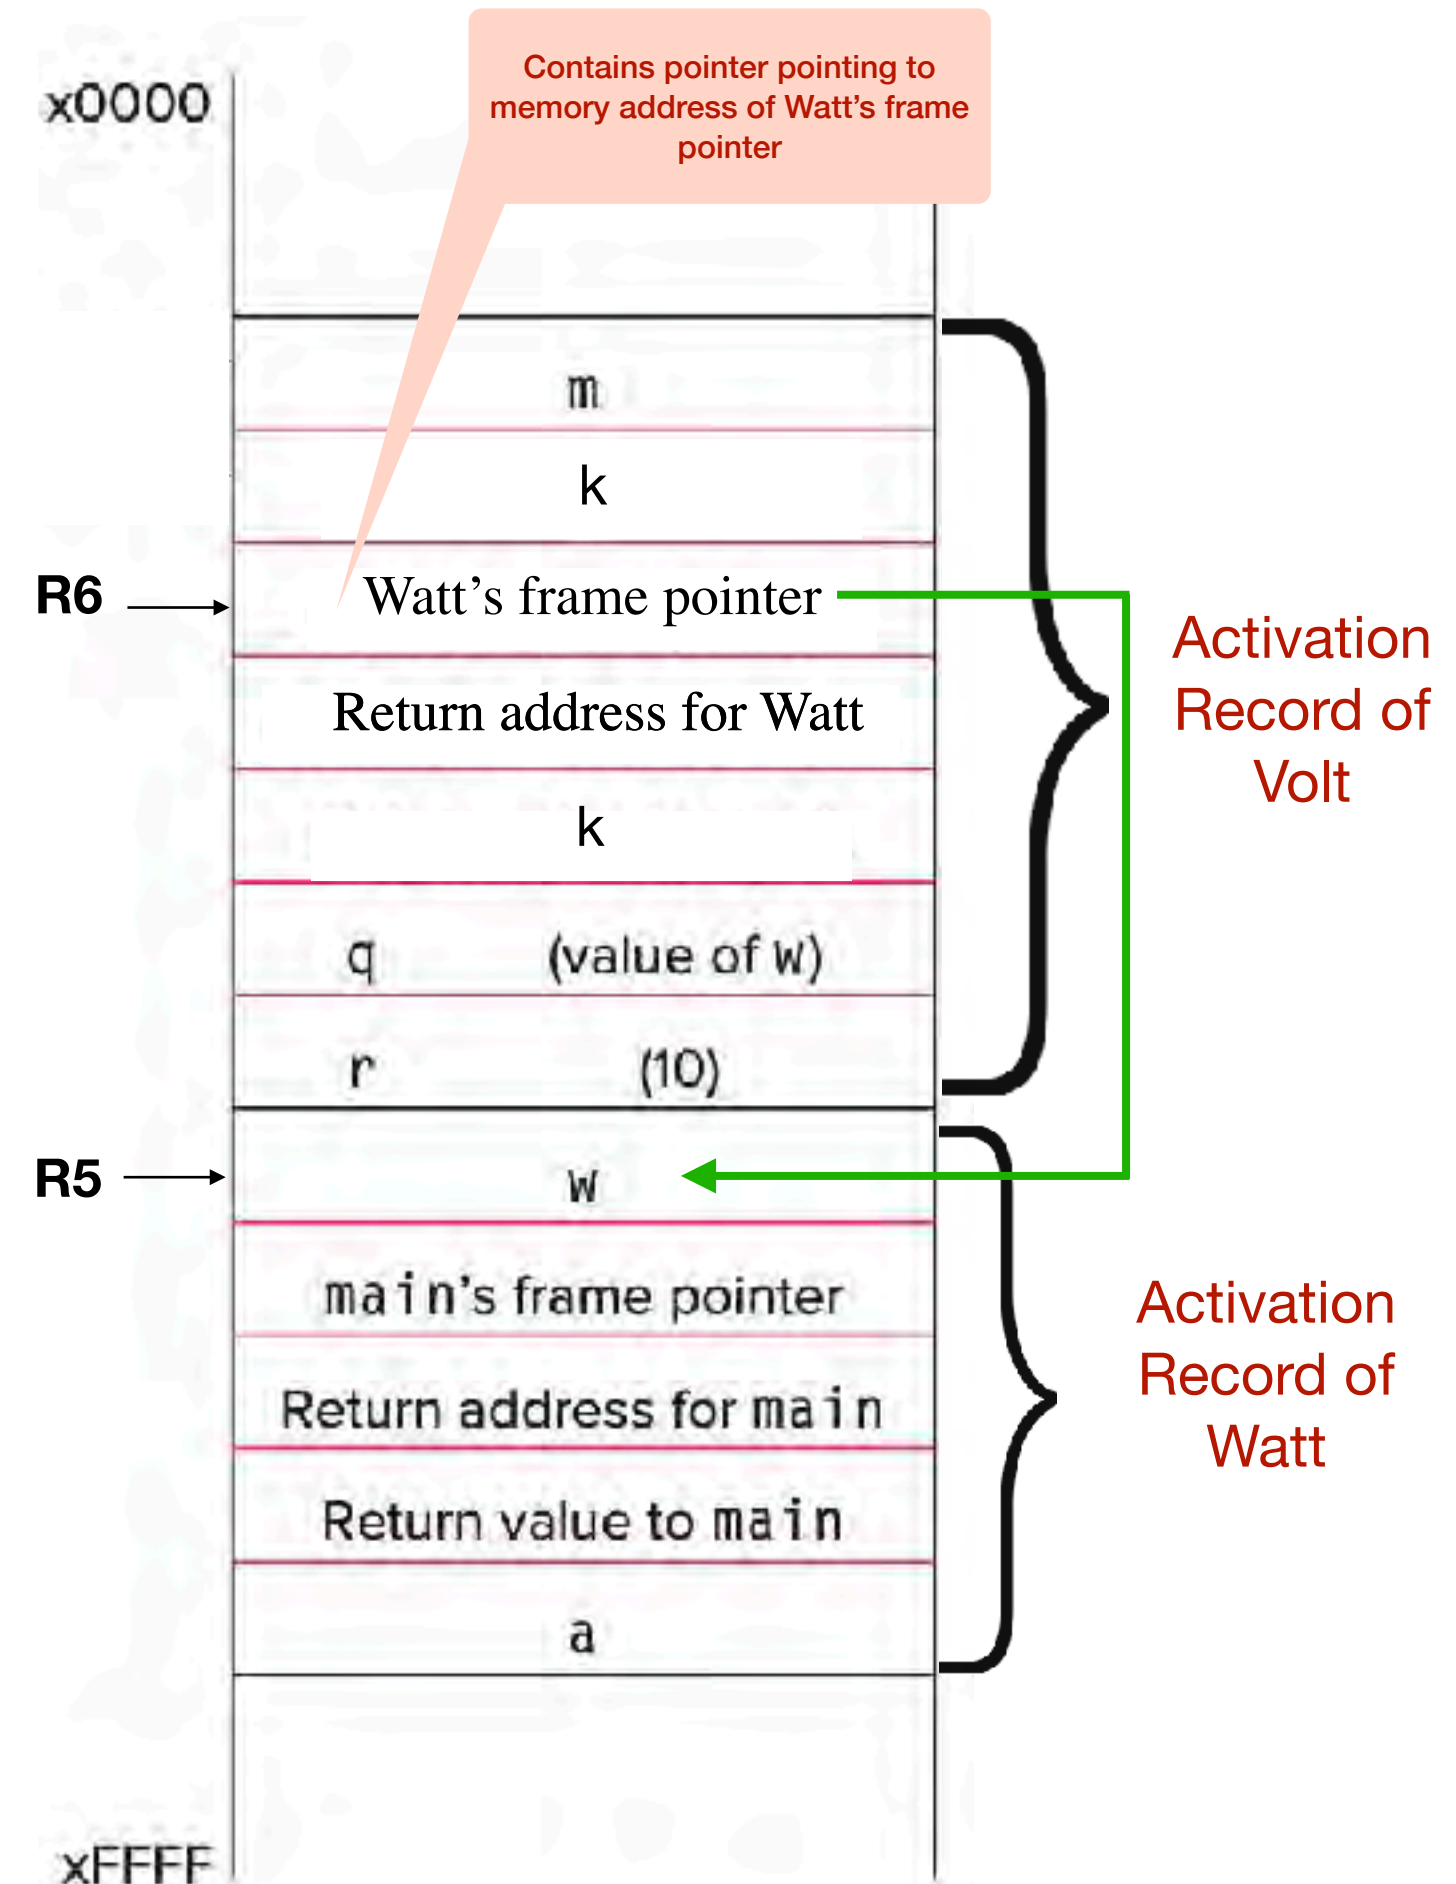 Contains pointer pointing to
memory address of Watt’s frame
pointer
x0000
m
k
R6
Watt’s frame pointer
Activation
Record of
Volt
Return address for Watt
k
q (value of w)
r (10)
R5
w
main’s frame pointer
Activation
Record of
Watt
Return address for main
Return value to main
a
xFFFF